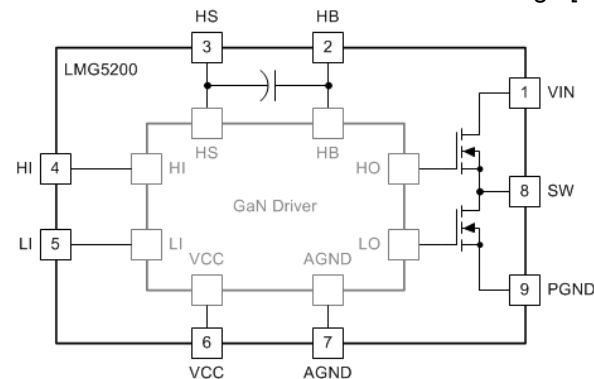 HS HB
3 2
LMG5200
1 VIN
HS HB
HI 4 HI HO
GaN Driver
8 SW
LI 5 LI LO
VCC AGND
9 PGND
6 7
VCC AGND